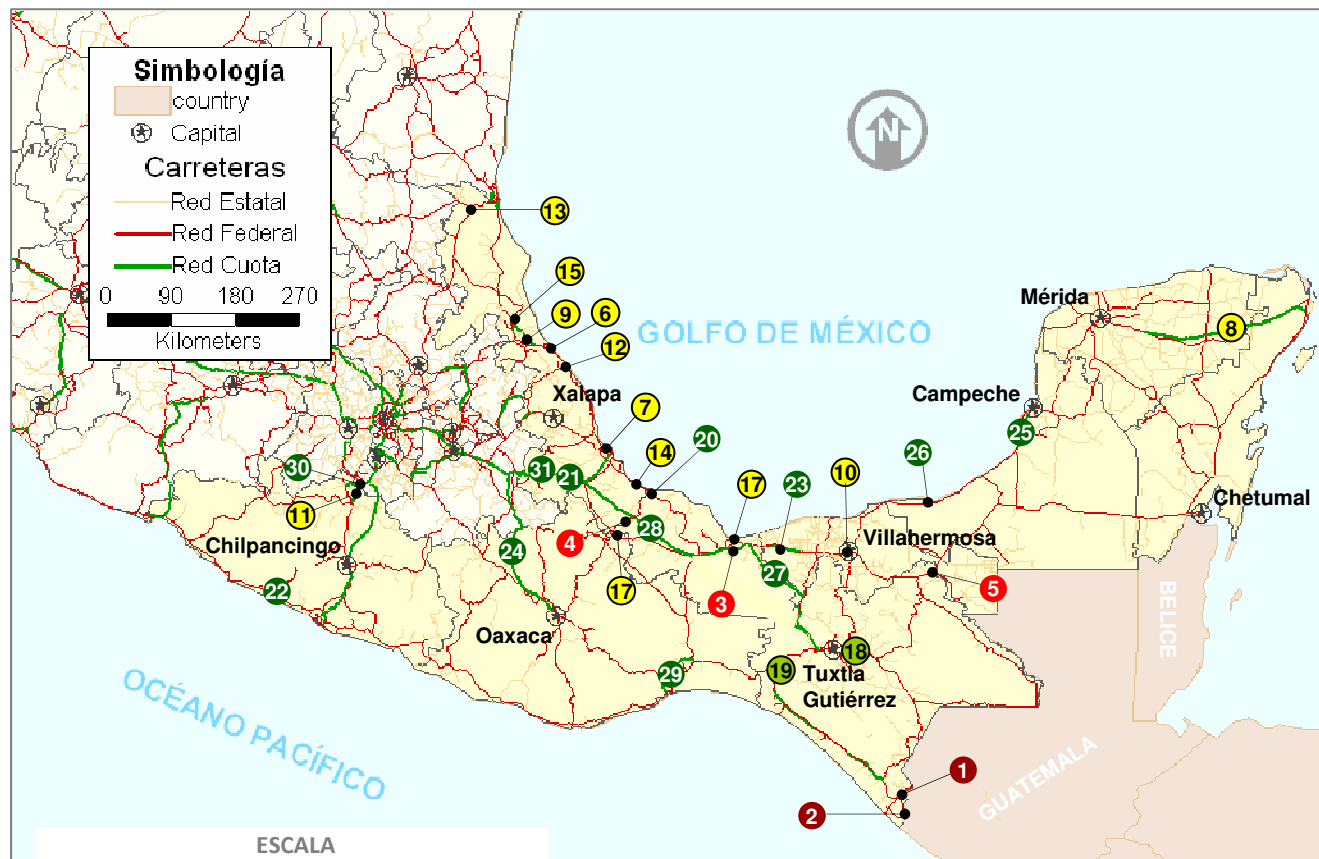 Simbología
country
Capital
Carreteras
Red Estatal
Red Federal
Red Cuota
0 90 180 270
Kilometers
N
13
15
9
6
12
GOLFO DE MÉXICO
Mérida
8
Xalapa
Campeche
7
25
14
20
30
31
21
17
23
10
26
Chetumal
11
Chilpancingo
4
28
Villahermosa
24
27
5
22
17
3
BELICE
Oaxaca
18
29
19
Tuxtla
Gutiérrez
OCÉANO PACÍFICO
1
GUATEMALA
2
ESCALA